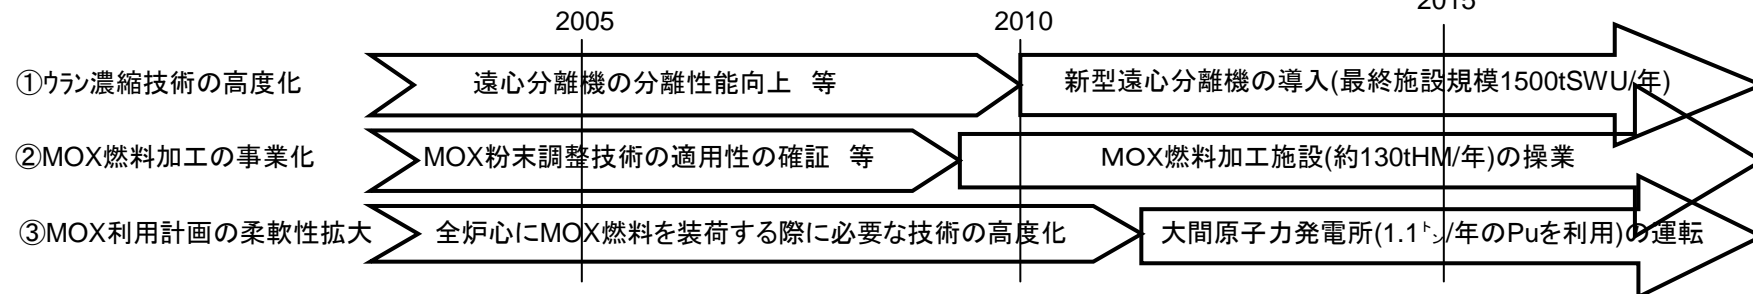 2005 2010 2015
①ウラン濃縮技術の高度化 遠心分離機の分離性能向上 等 新型遠心分離機の導入(最終施設規模1500tSWU/年)
②MOX燃料加工の事業化 MOX粉末調整技術の適用性の確証 等 MOX燃料加工施設(約130tHM/年)の操業
③MOX利用計画の柔軟性拡大 全炉心にMOX燃料を装荷する際に必要な技術の高度化 大間原子力発電所(1.1㌧/年のPuを利用)の運転